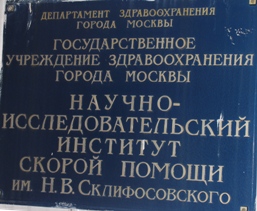 ДЕПАРТАМЕНТ ЗДРАВООХРАНЕНИЯ
ГОРОДА МОСКВЫ
ГОСУДАРСТВЕННОЕ
УЧРЕЖДЕНИЕ ЗДРАВООХРАНЕНИЯ
ГОРОДА МОСКВЫ
НАУЧНО-
ИССЛЕДОВАТЕЛЬСКИЙ
ИНСТИТУТ
СКОРОЙ ПОМОЩИ
ИМ. Н.В.СКЛИФОСОВСКОГО